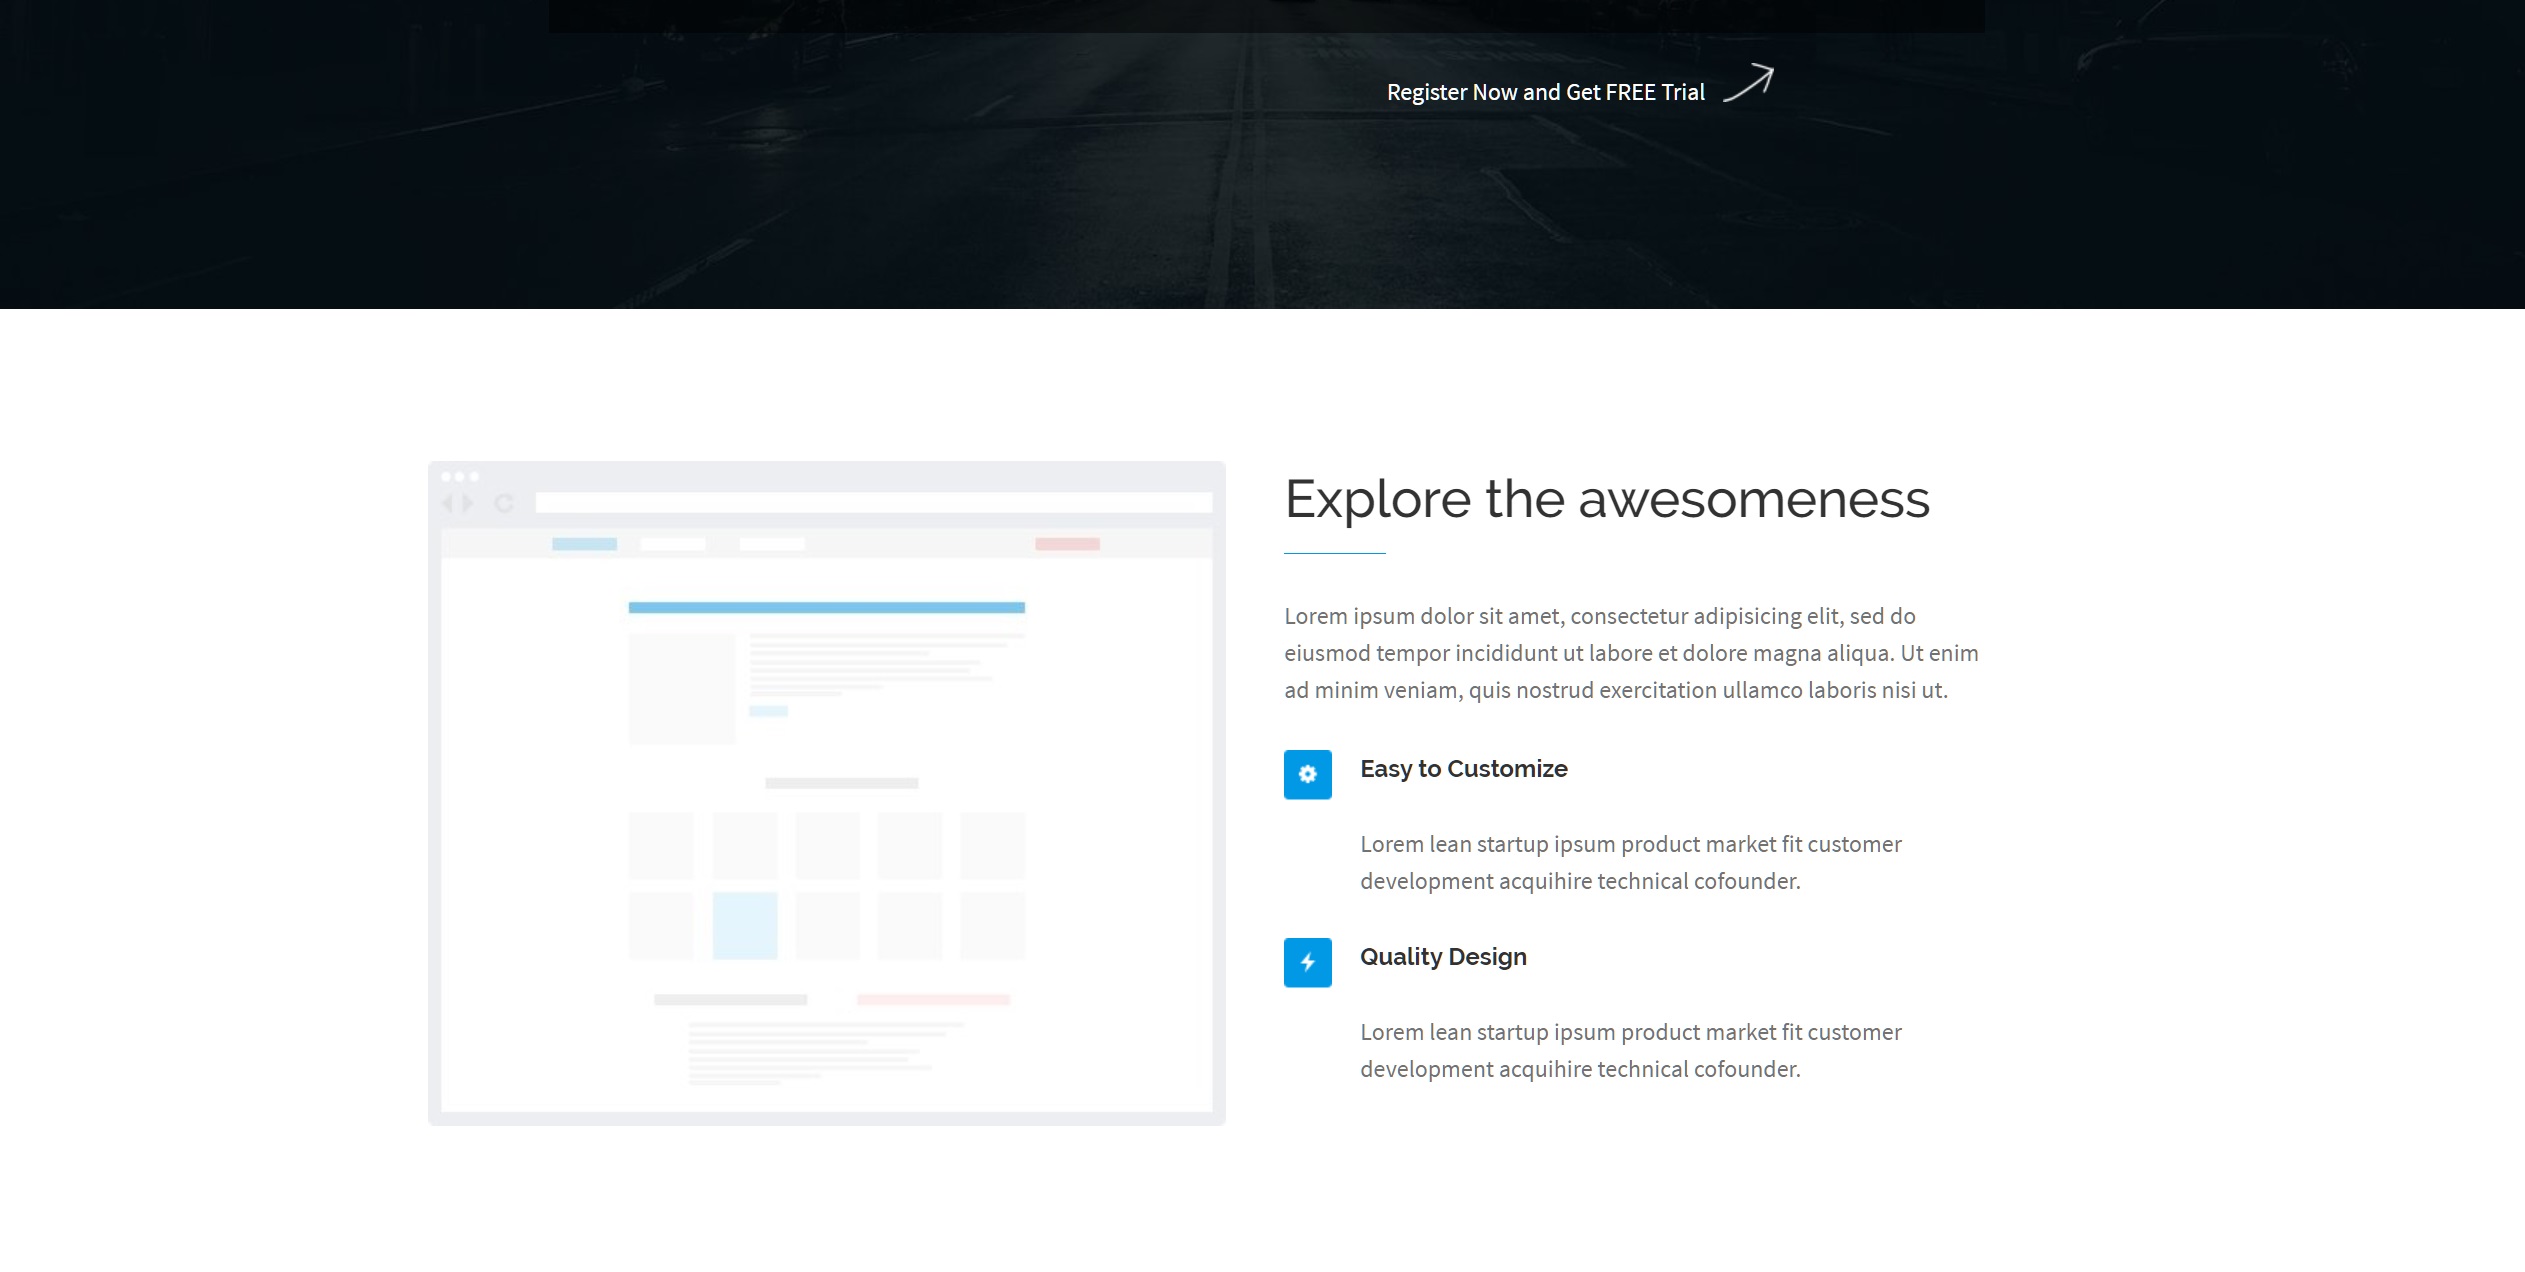 Register Now and Get FREE Trial
Explore the awesomeness
Lorem ipsum dolor sit amet, consectetur adipisicing elit, sed do
eiusmod tempor incididunt ut labore et dolore magna aliqua. Ut enim
ad minim veniam, quis nostrud exercitation ullamco laboris nisi ut.
Easy to Customize
Lorem lean startup ipsum product market fit customer
development acquihire technical cofounder.
Quality Design
Lorem lean startup ipsum product market fit customer
development acquihire technical cofounder.